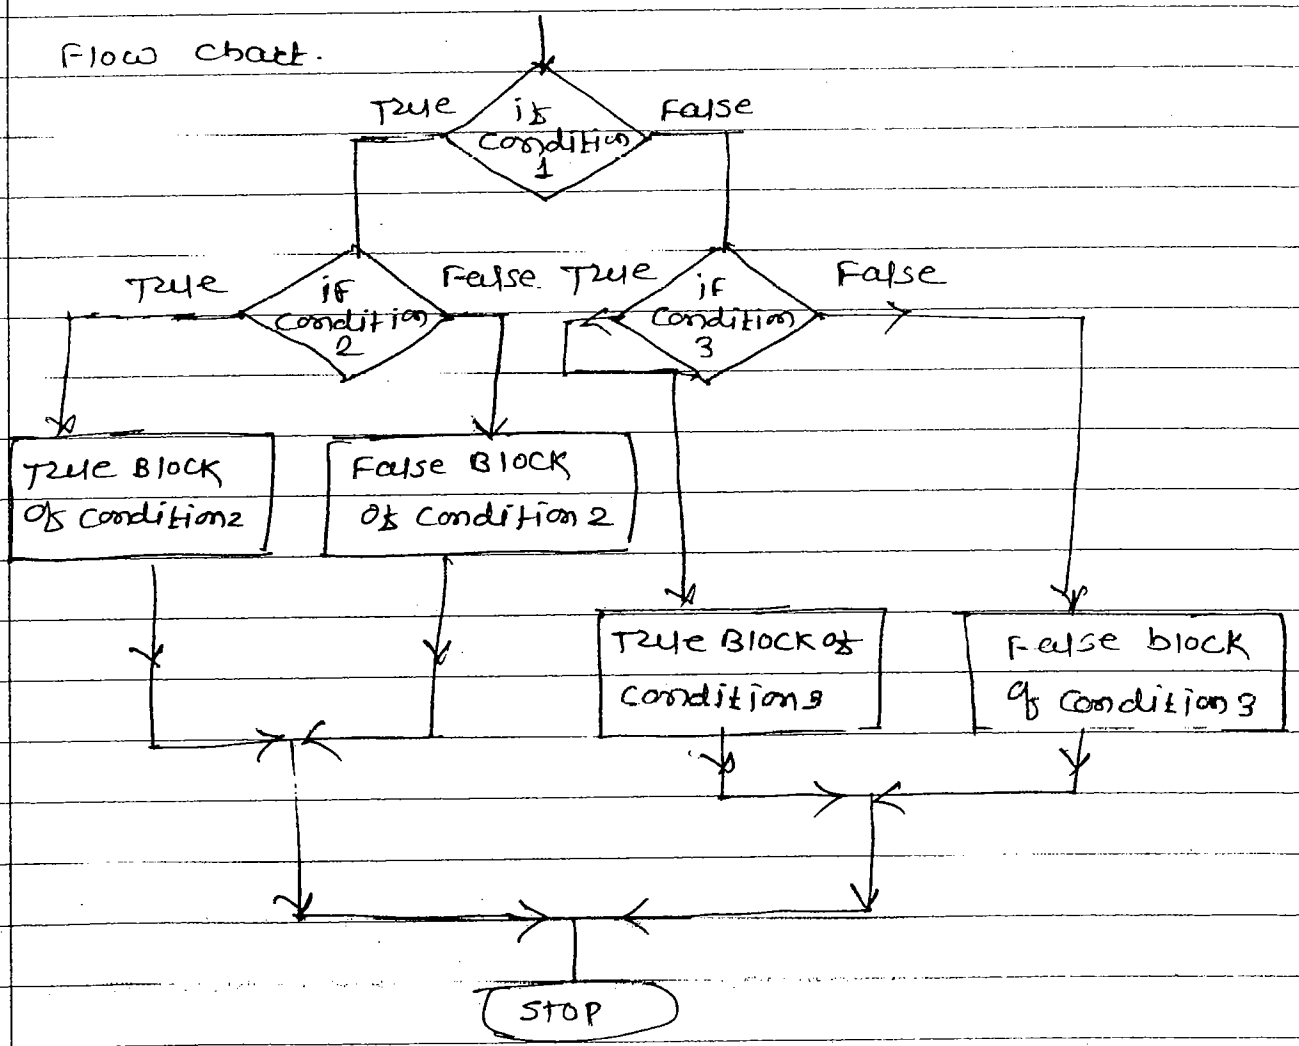 Flow chart.
True
if
False
condition
1
True
if
condition
2
False.
True
if
condition
3
False
True Block
of condition2
False Block
of condition 2
True Block of
condition3
False block
of condition 3
STOP